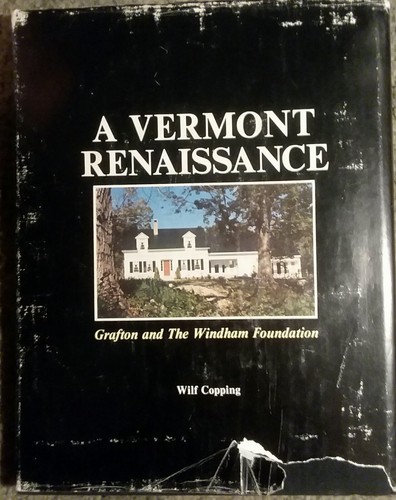 A VERMONT
RENAISSANCE
Grafton and The Windham Foundation
Wilf Copping